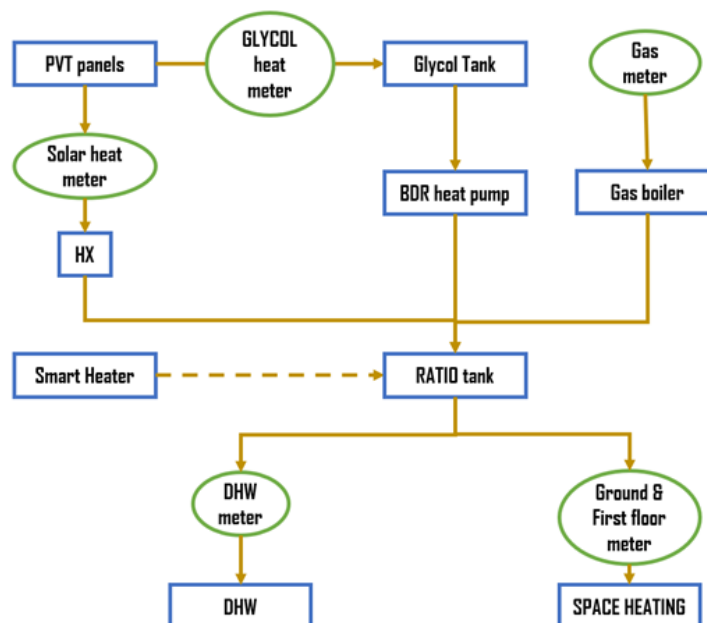 GLYCOL
heat
meter
PVT panels
Glycol Tank
Gas
meter
Solar heat
meter
BDR heat pump
Gas boiler
HX
Smart Heater
RATIO tank
DHW
meter
Ground &
First floor
meter
DHW
SPACE HEATING